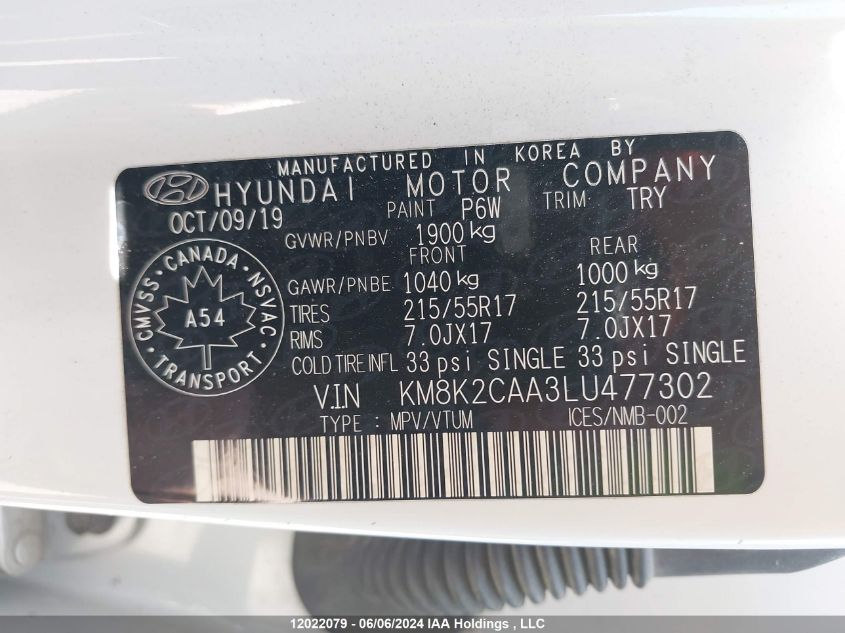 MANUFACTURED IN KOREA BY
HYUNDAI MOTOR COMPANY
OCT/09/19 PAINT P6W TRIM: TRY
GVWR/PNBV 1900 kg
FRONT REAR
GAWR/PNBE 1040 kg 1000 kg
TIRES 215/55R17 215/55R17
RIMS 7.0JX17 7.0JX17
COLD TIRE INFL 33 psi SINGLE 33 psi SINGLE
V.I.N KM8K2CAA3LU477302
TYPE : MPV/VTUM ICES/NMB-002
CMVSS · CANADA · NSVAC
A54
· TRANSPORT ·
12022079 - 06/06/2024 IAA Holdings , LLC